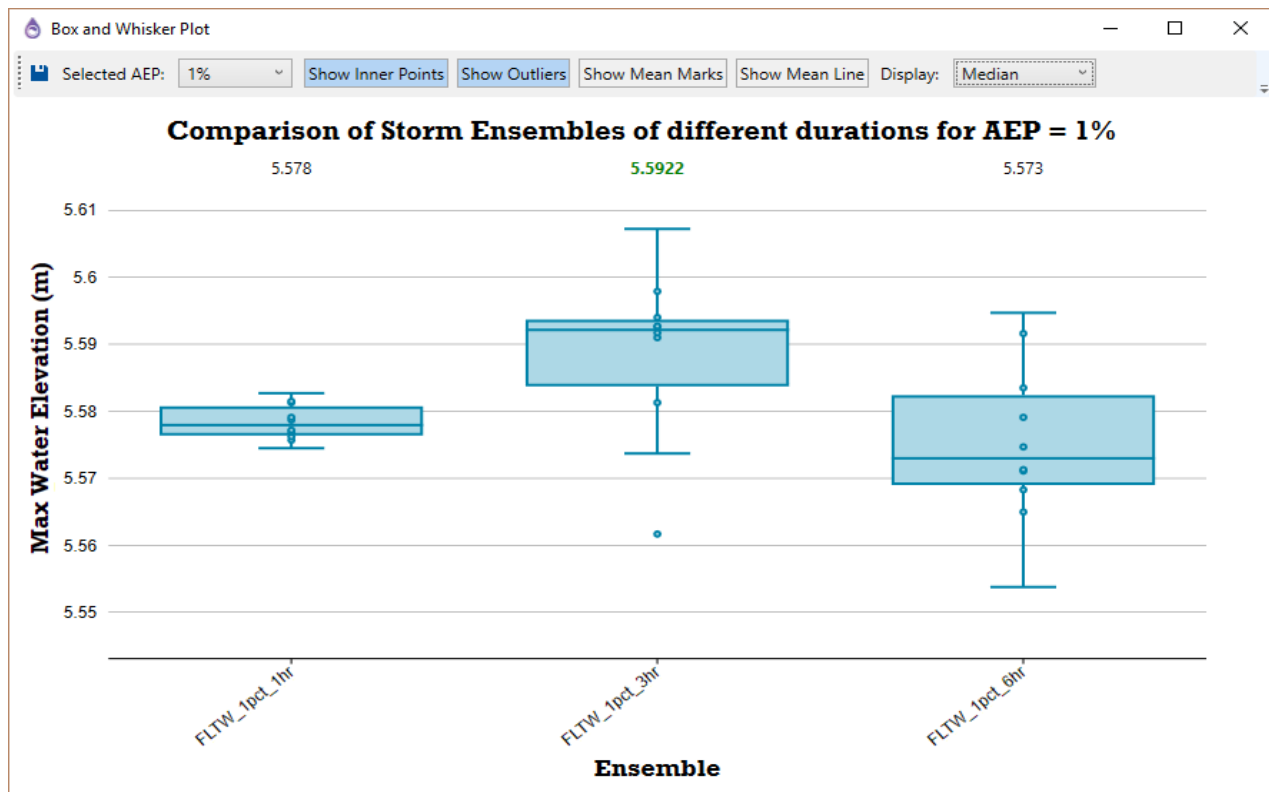 Box and Whisker Plot
Selected AEP: 1% Show Inner Points Show Outliers Show Mean Marks Show Mean Line Display: Median
Comparison of Storm Ensembles of different durations for AEP = 1%
5.578 5.5922 5.573
Max Water Elevation (m)
5.61
5.6
5.59
5.58
5.57
5.56
5.55
FLTW_1pct_1hr FLTW_1pct_3hr FLTW_1pct_6hr
Ensemble